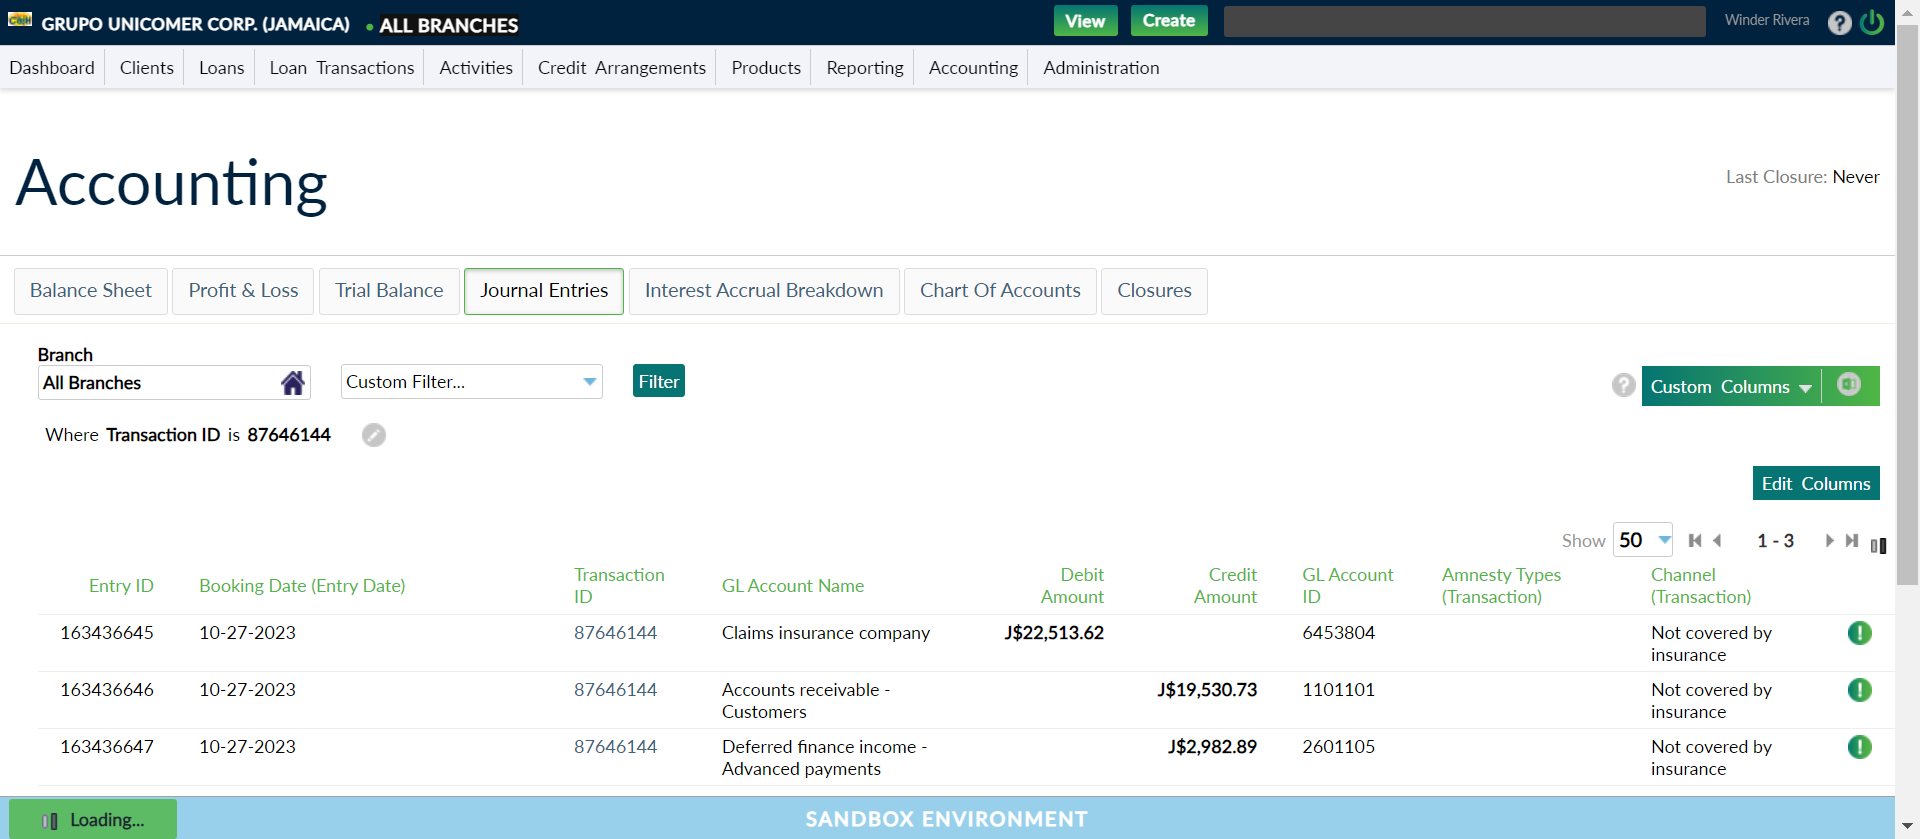 GRUPO UNICOMER CORP. (JAMAICA) • ALL BRANCHES View Create Winder Rivera ?
Dashboard Clients Loans Loan Transactions Activities Credit Arrangements Products Reporting Accounting Administration
Accounting
Last Closure: Never
Balance Sheet Profit & Loss Trial Balance Journal Entries Interest Accrual Breakdown Chart Of Accounts Closures
Branch
All Branches Custom Filter... Filter ? Custom Columns
Where Transaction ID is 87646144
Edit Columns
Show 50 1 - 3
Entry ID Booking Date (Entry Date) Transaction ID GL Account Name Debit Amount Credit Amount GL Account ID Amnesty Types (Transaction) Channel (Transaction)
163436645 10-27-2023 87646144 Claims insurance company J$22,513.62 6453804 Not covered by
insurance
163436646 10-27-2023 87646144 Accounts receivable - J$19,530.73 1101101 Not covered by
Customers insurance
163436647 10-27-2023 87646144 Deferred finance income - J$2,982.89 2601105 Not covered by
Advanced payments insurance
Loading... SANDBOX ENVIRONMENT